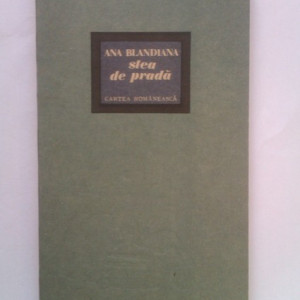 ANA BLANDIANA
stea
de pradă
CARTEA ROMÂNEASCĂ